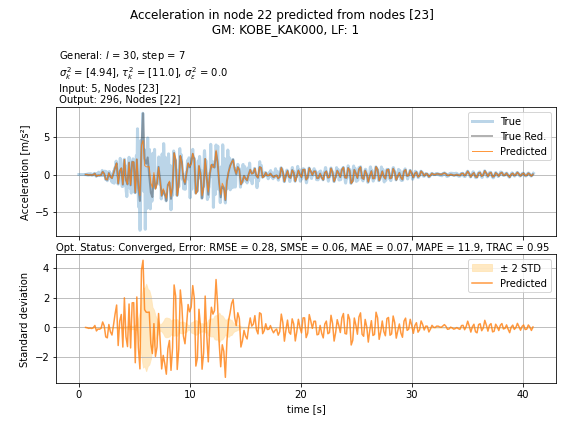 Acceleration in node 22 predicted from nodes [23]
GM: KOBE_KAK000, LF: 1
General: l = 30, step = 7
σ²ₖ = [4.94], τ²ₖ = [11.0], σ²_ε = 0.0
Input: 5, Nodes [23]
Output: 296, Nodes [22]
Acceleration [m/s²]
5
0
−5
True
True Red.
Predicted
Opt. Status: Converged, Error: RMSE = 0.28, SMSE = 0.06, MAE = 0.07, MAPE = 11.9, TRAC = 0.95
Standard deviation
4
2
0
−2
± 2 STD
Predicted
0 10 20 30 40
time [s]